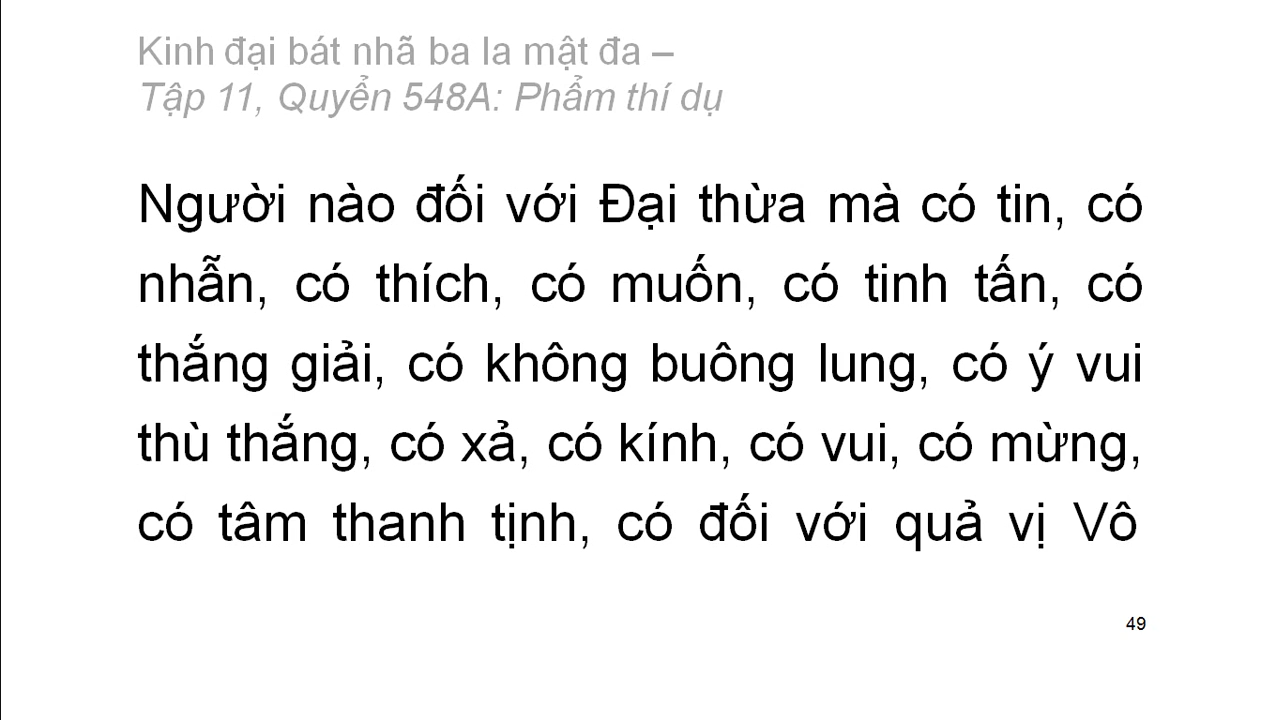 Kinh đại bát nhã ba la mật đa –
Tập 11, Quyển 548A: Phẩm thí dụ
Người nào đối với Đại thừa mà có tin, có
nhẫn, có thích, có muốn, có tinh tấn, có
thắng giải, có không buông lung, có ý vui
thù thắng, có xả, có kính, có vui, có mừng,
có tâm thanh tịnh, có đối với quả vị Vô
49